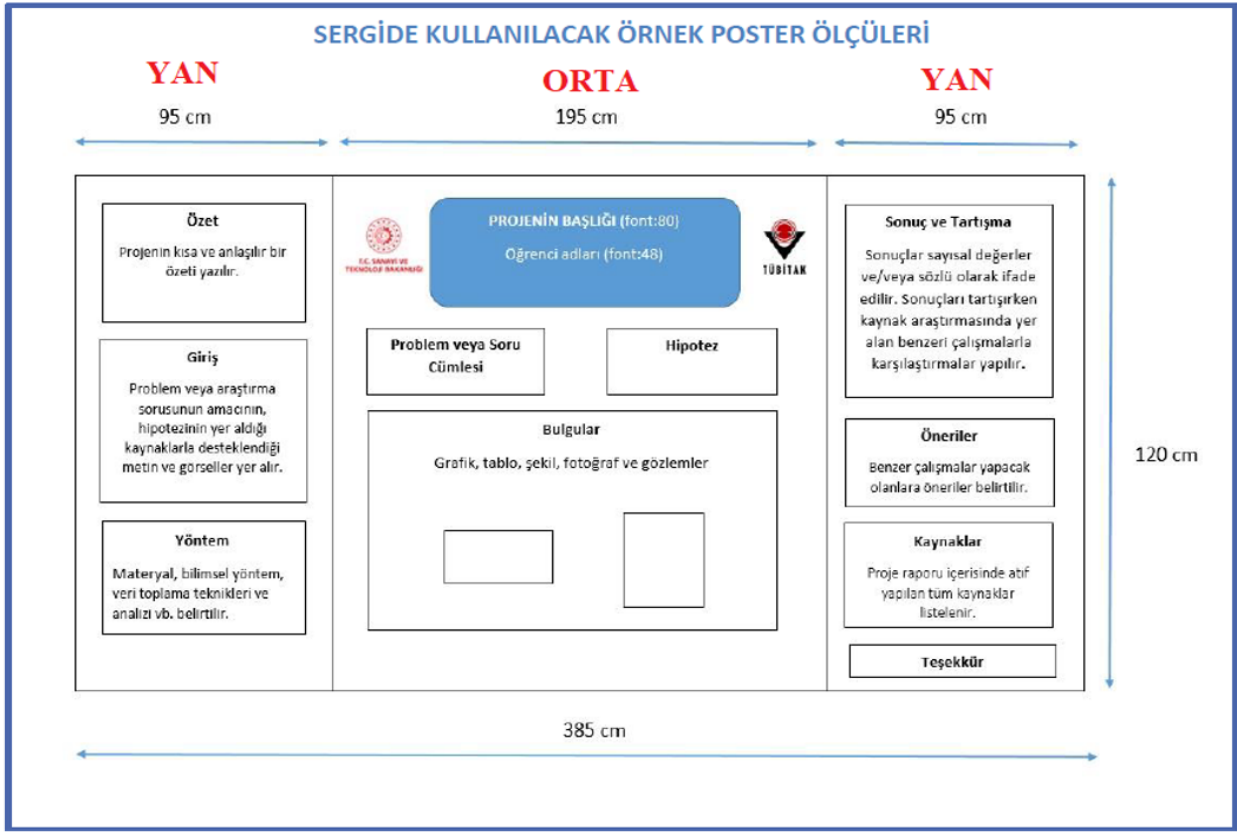 SERGİDE KULLANILACAK ÖRNEK POSTER ÖLÇÜLERİ
YAN
ORTA
YAN
95 cm
195 cm
95 cm
Özet
Projenin kısa ve anlaşılır bir
özeti yazılır.
Giriş
Problem veya araştırma
sorusunun amacının,
hipotezinin yer aldığı
kaynaklarla desteklendiği
metin ve görseller yer alır.
Yöntem
Materyal, bilimsel yöntem,
veri toplama teknikleri ve
analizi vb. belirtilir.
T.C. SANAYİ VE
TEKNOLOJİ BAKANLIĞI
PROJENİN BAŞLIĞI (font:80)
Öğrenci adları (font:48)
TÜBİTAK
Problem veya Soru
Cümlesi
Hipotez
Bulgular
Grafik, tablo, şekil, fotoğraf ve gözlemler
Sonuç ve Tartışma
Sonuçlar sayısal değerler
ve/veya sözlü olarak ifade
edilir. Sonuçları tartışırken
kaynak araştırmasında yer
alan benzeri çalışmalarla
karşılaştırmalar yapılır.
Öneriler
Benzer çalışmalar yapacak
olanlara öneriler belirtilir.
Kaynaklar
Proje raporu içerisinde atıf
yapılan tüm kaynaklar
listelenir.
Teşekkür
120 cm
385 cm